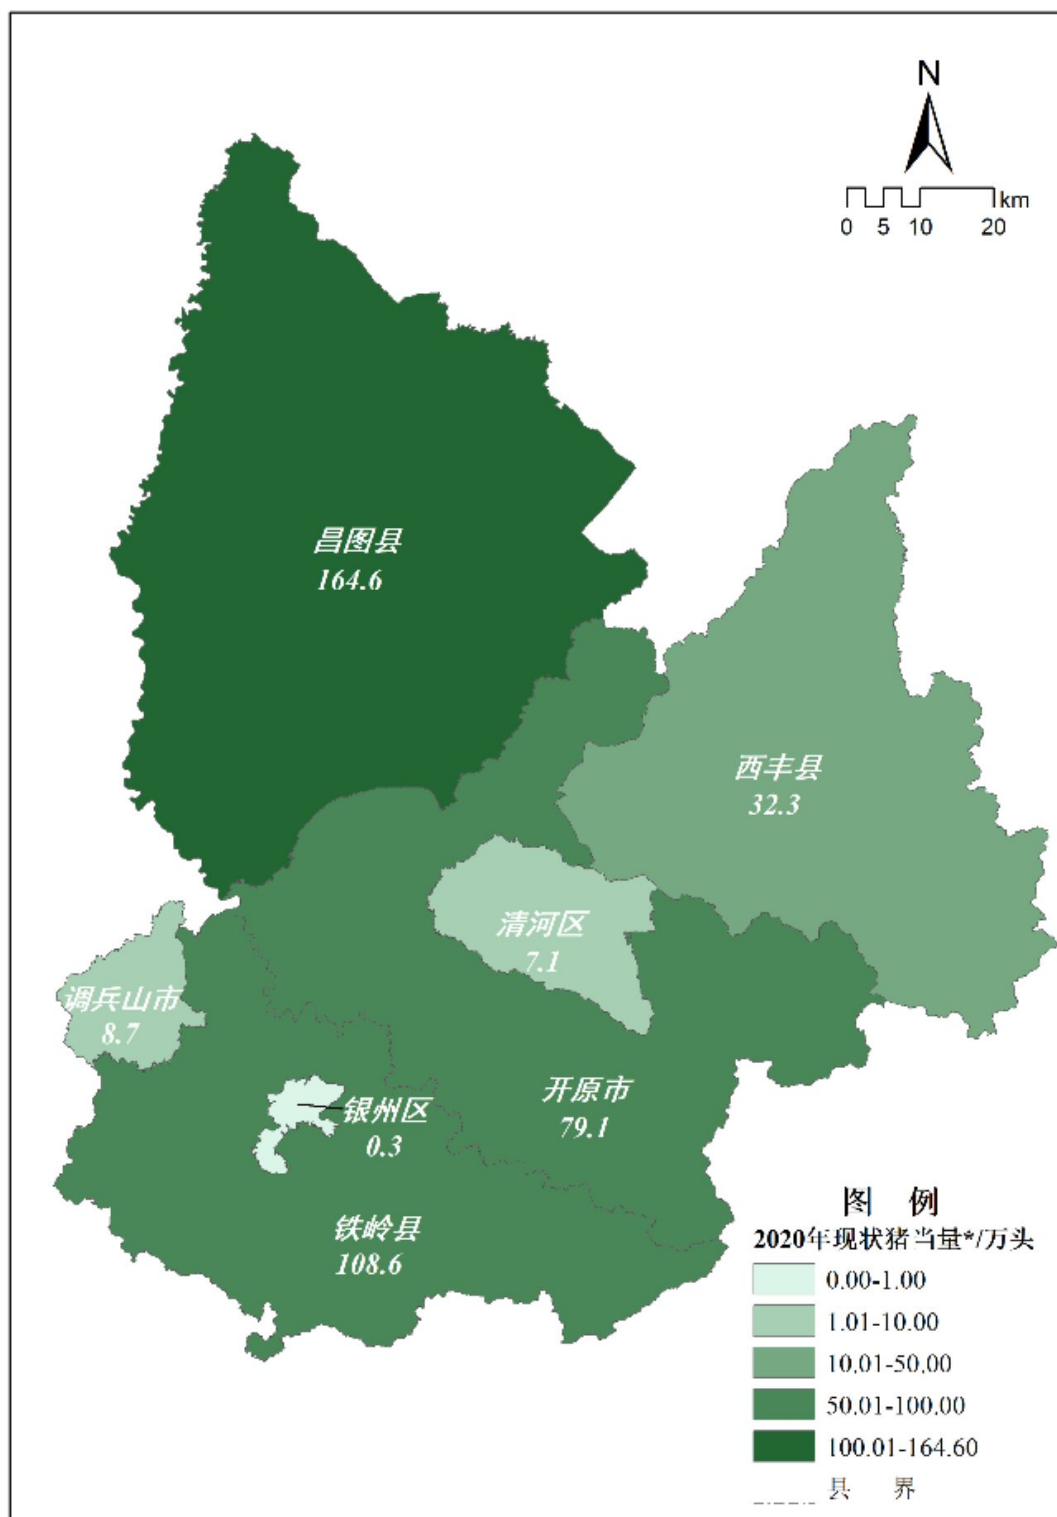 N
km
0 5 10 20
昌图县
164.6
西丰县
32.3
清河区
7.1
调兵山市
8.7
开原市
79.1
银州区
0.3
铁岭县
108.6
图 例
2020年现状猪当量*/万头
0.00-1.00
1.01-10.00
10.01-50.00
50.01-100.00
100.01-164.60
县 界